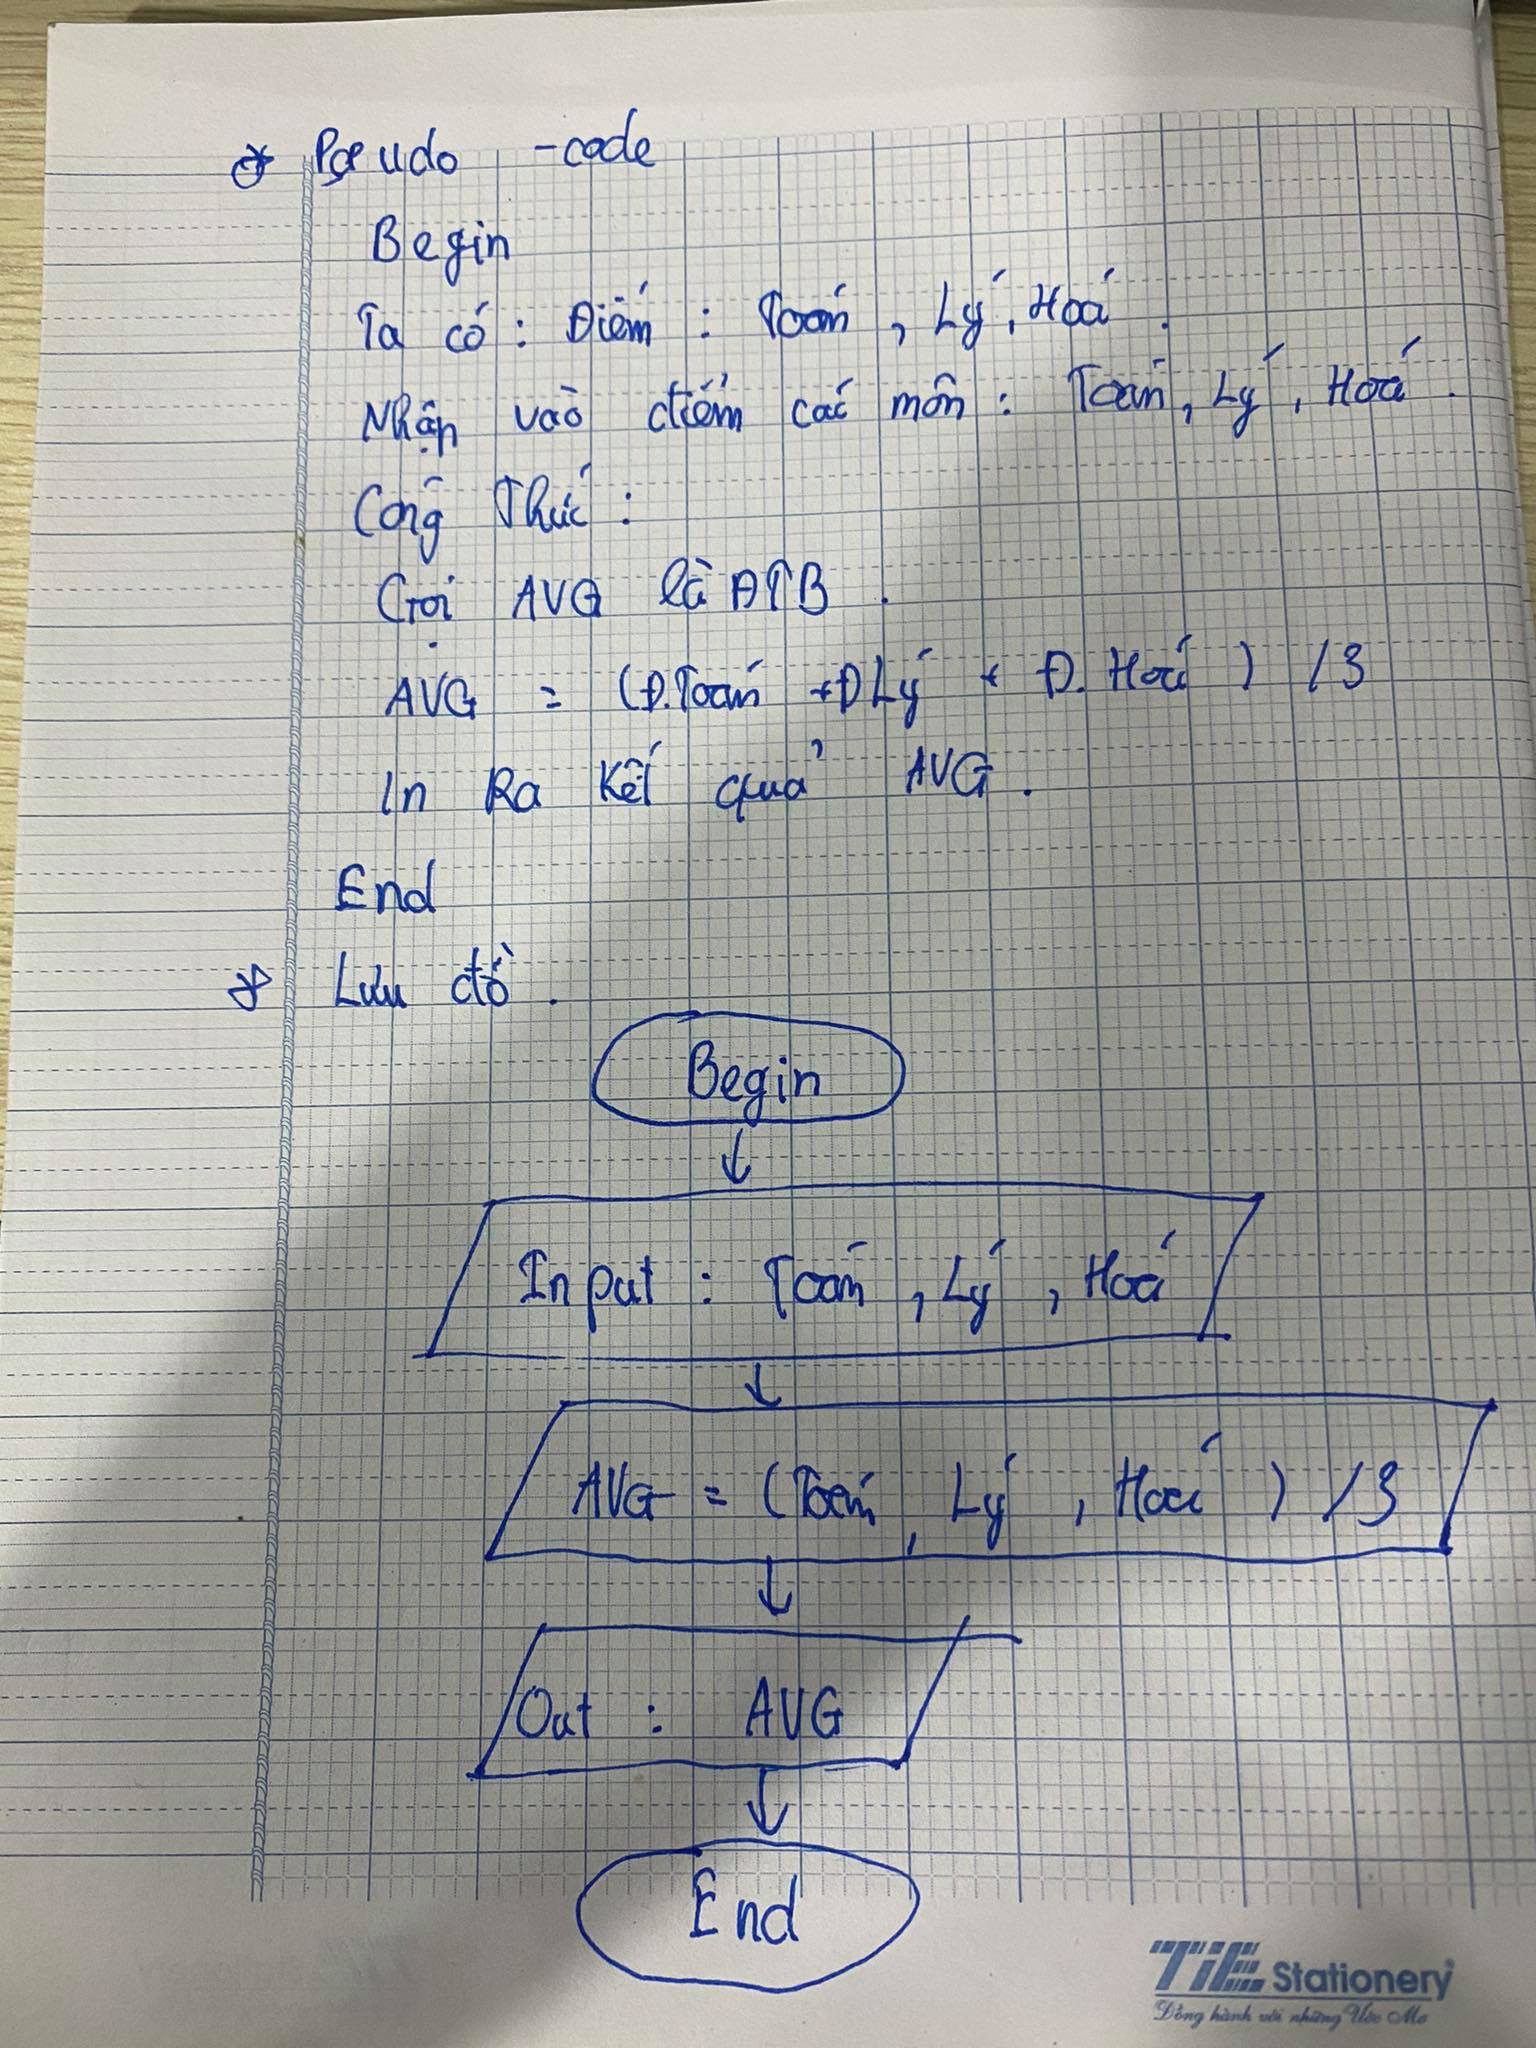 Pseudo - code
Begin
Ta có : Điểm : Toán , Lý , Hoá .
Nhập vào điểm các môn : Toán , Lý , Hoá .
Công Thức :
Gọi AVG là ĐTB .
AVG = (Đ.Toán + Đ Lý + Đ. Hoá ) / 3
In Ra Kết quả AVG .
End
Lưu đồ .
Begin
Input : Toán , Lý , Hoá
AVG = (Toán , Lý , Hoá ) / 3
Out : AVG
End
TiE Stationery
Đồng hành với những Ước Mơ